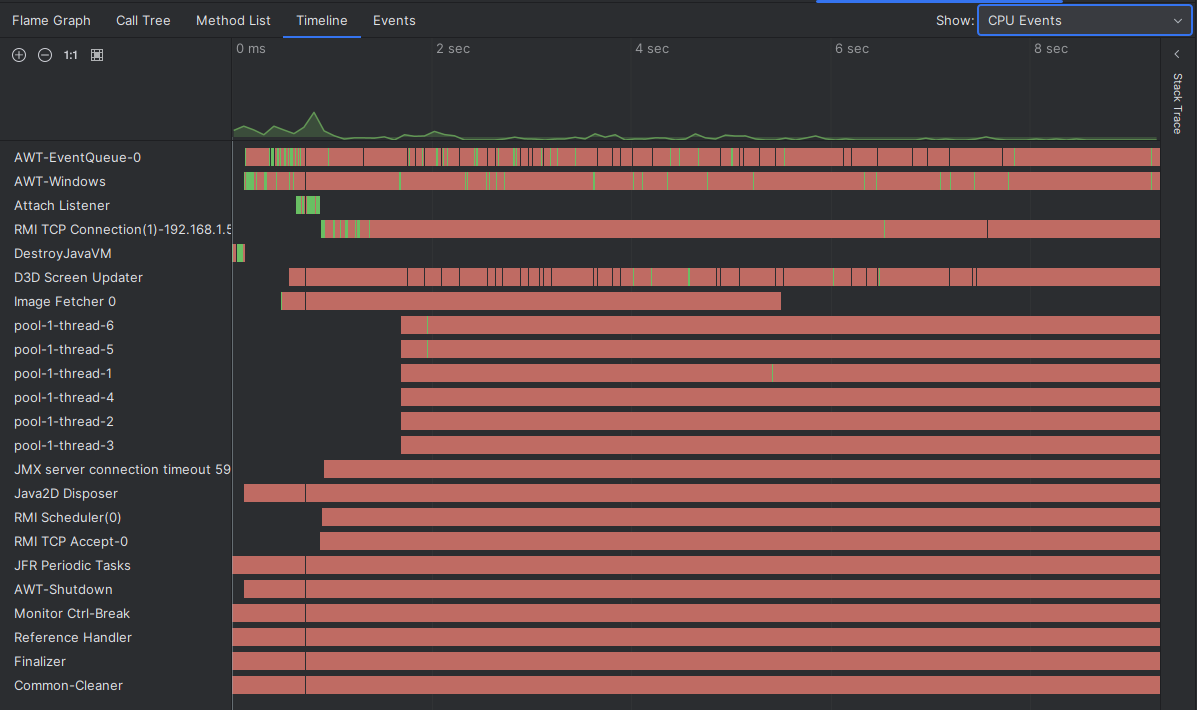 Flame Graph Call Tree Method List Timeline Events Show: CPU Events
1:1 0 ms 2 sec 4 sec 6 sec 8 sec
Stack Trace
AWT-EventQueue-0
AWT-Windows
Attach Listener
RMI TCP Connection(1)-192.168.1.5
DestroyJavaVM
D3D Screen Updater
Image Fetcher 0
pool-1-thread-6
pool-1-thread-5
pool-1-thread-1
pool-1-thread-4
pool-1-thread-2
pool-1-thread-3
JMX server connection timeout 59
Java2D Disposer
RMI Scheduler(0)
RMI TCP Accept-0
JFR Periodic Tasks
AWT-Shutdown
Monitor Ctrl-Break
Reference Handler
Finalizer
Common-Cleaner